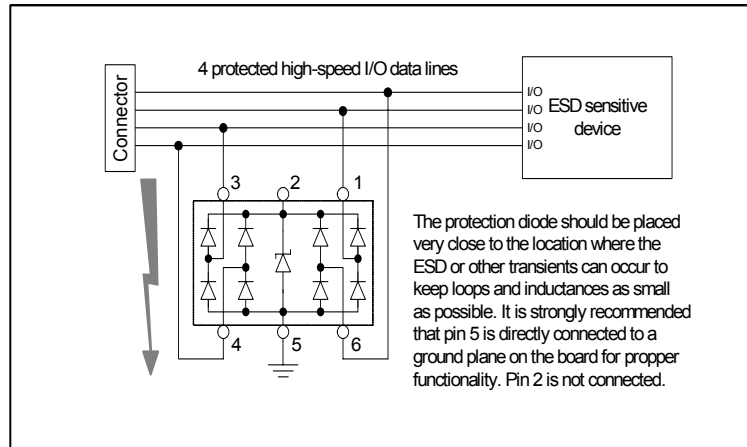 4 protected high-speed I/O data lines
Connector
I/O
I/O
I/O
I/O
ESD sensitive
device
3
2
1
4
5
6
The protection diode should be placed
very close to the location where the
ESD or other transients can occur to
keep loops and inductances as small
as possible. It is strongly recommended
that pin 5 is directly connected to a
ground plane on the board for propper
functionality. Pin 2 is not connected.